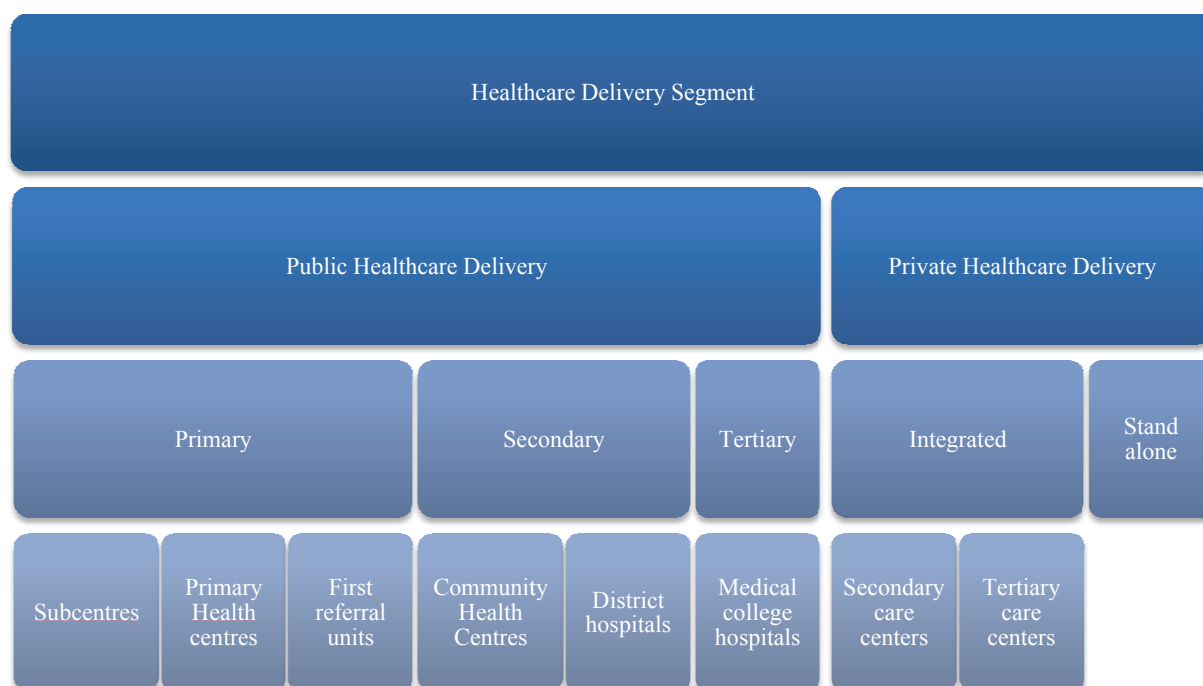 Healthcare Delivery Segment
Public Healthcare Delivery
Private Healthcare Delivery
Primary
Secondary
Tertiary
Integrated
Stand
alone
Subcentres
Primary
Health
centres
First
referral
units
Community
Health
Centres
District
hospitals
Medical
college
hospitals
Secondary
care
centers
Tertiary
care
centers